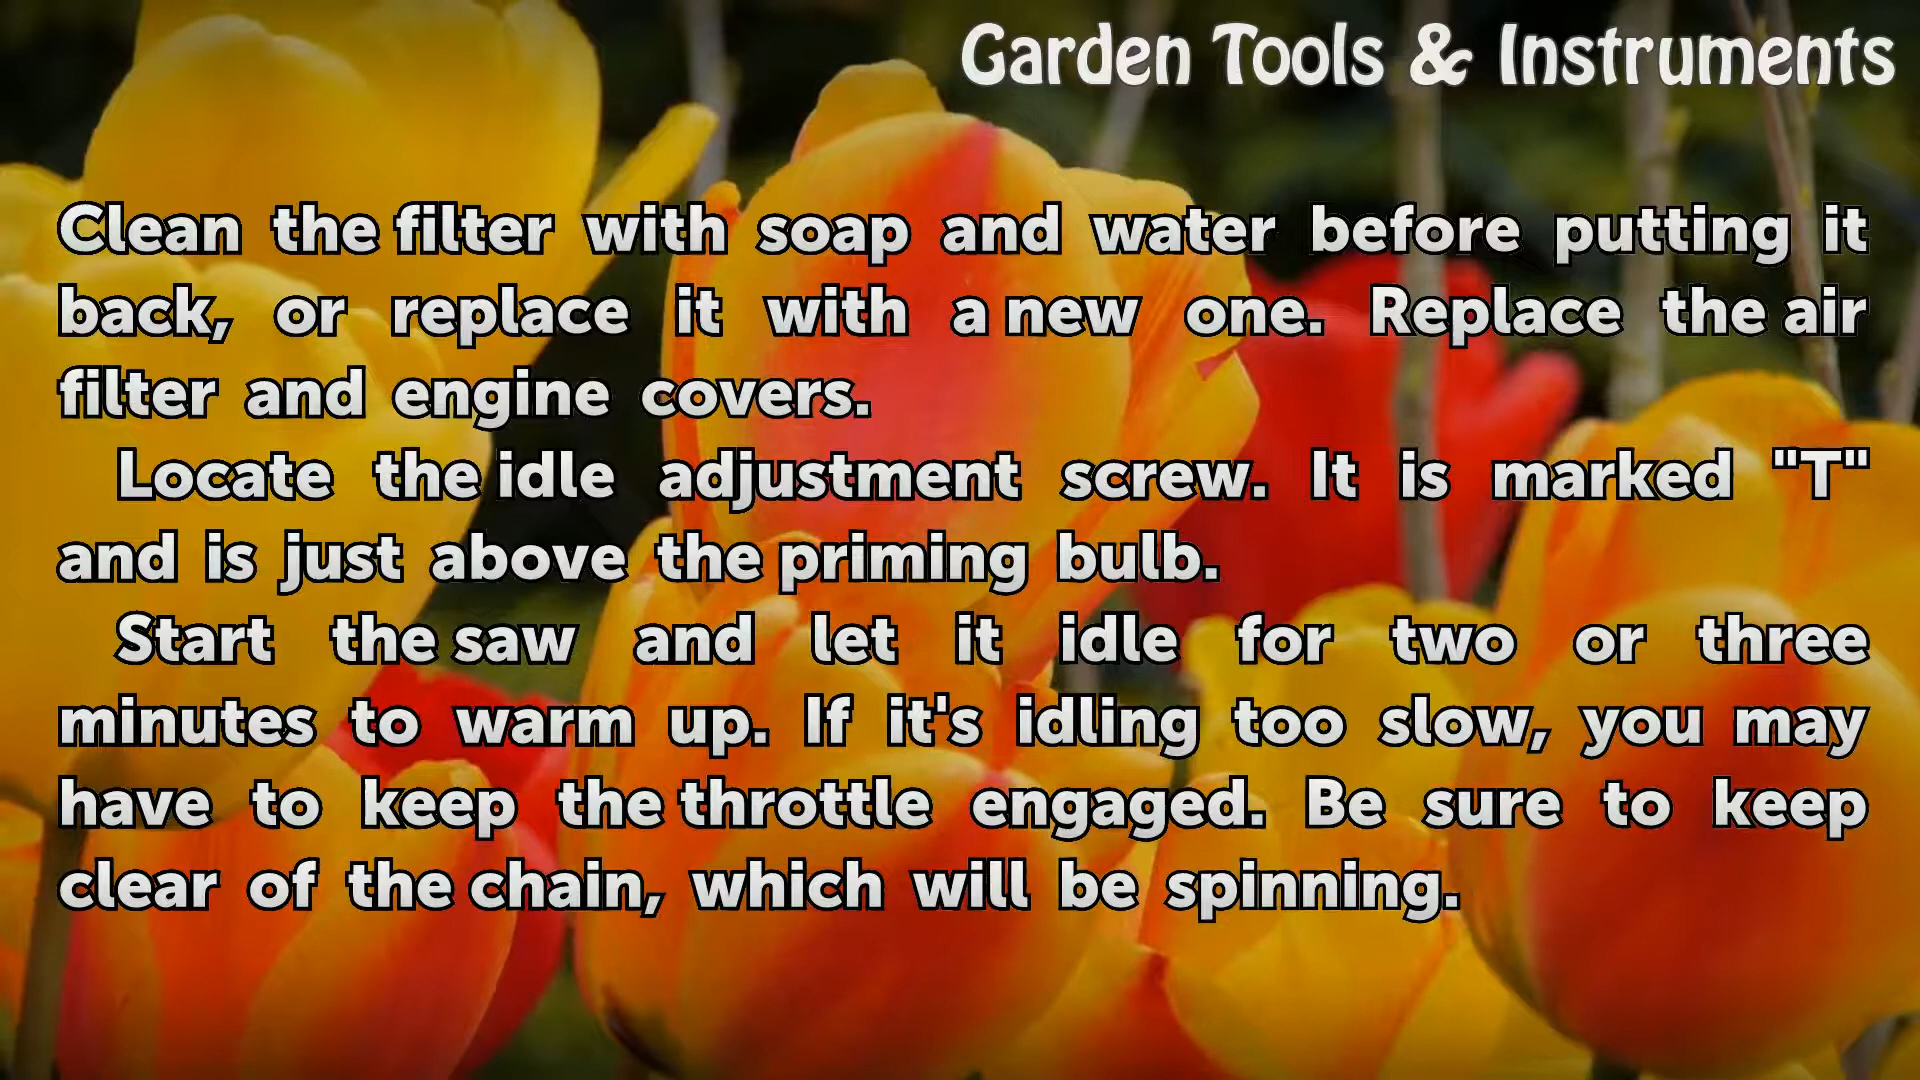 Garden Tools & Instruments
Clean the filter with soap and water before putting it
back, or replace it with a new one. Replace the air
filter and engine covers.
Locate the idle adjustment screw. It is marked "T"
and is just above the priming bulb.
Start the saw and let it idle for two or three
minutes to warm up. If it's idling too slow, you may
have to keep the throttle engaged. Be sure to keep
clear of the chain, which will be spinning.